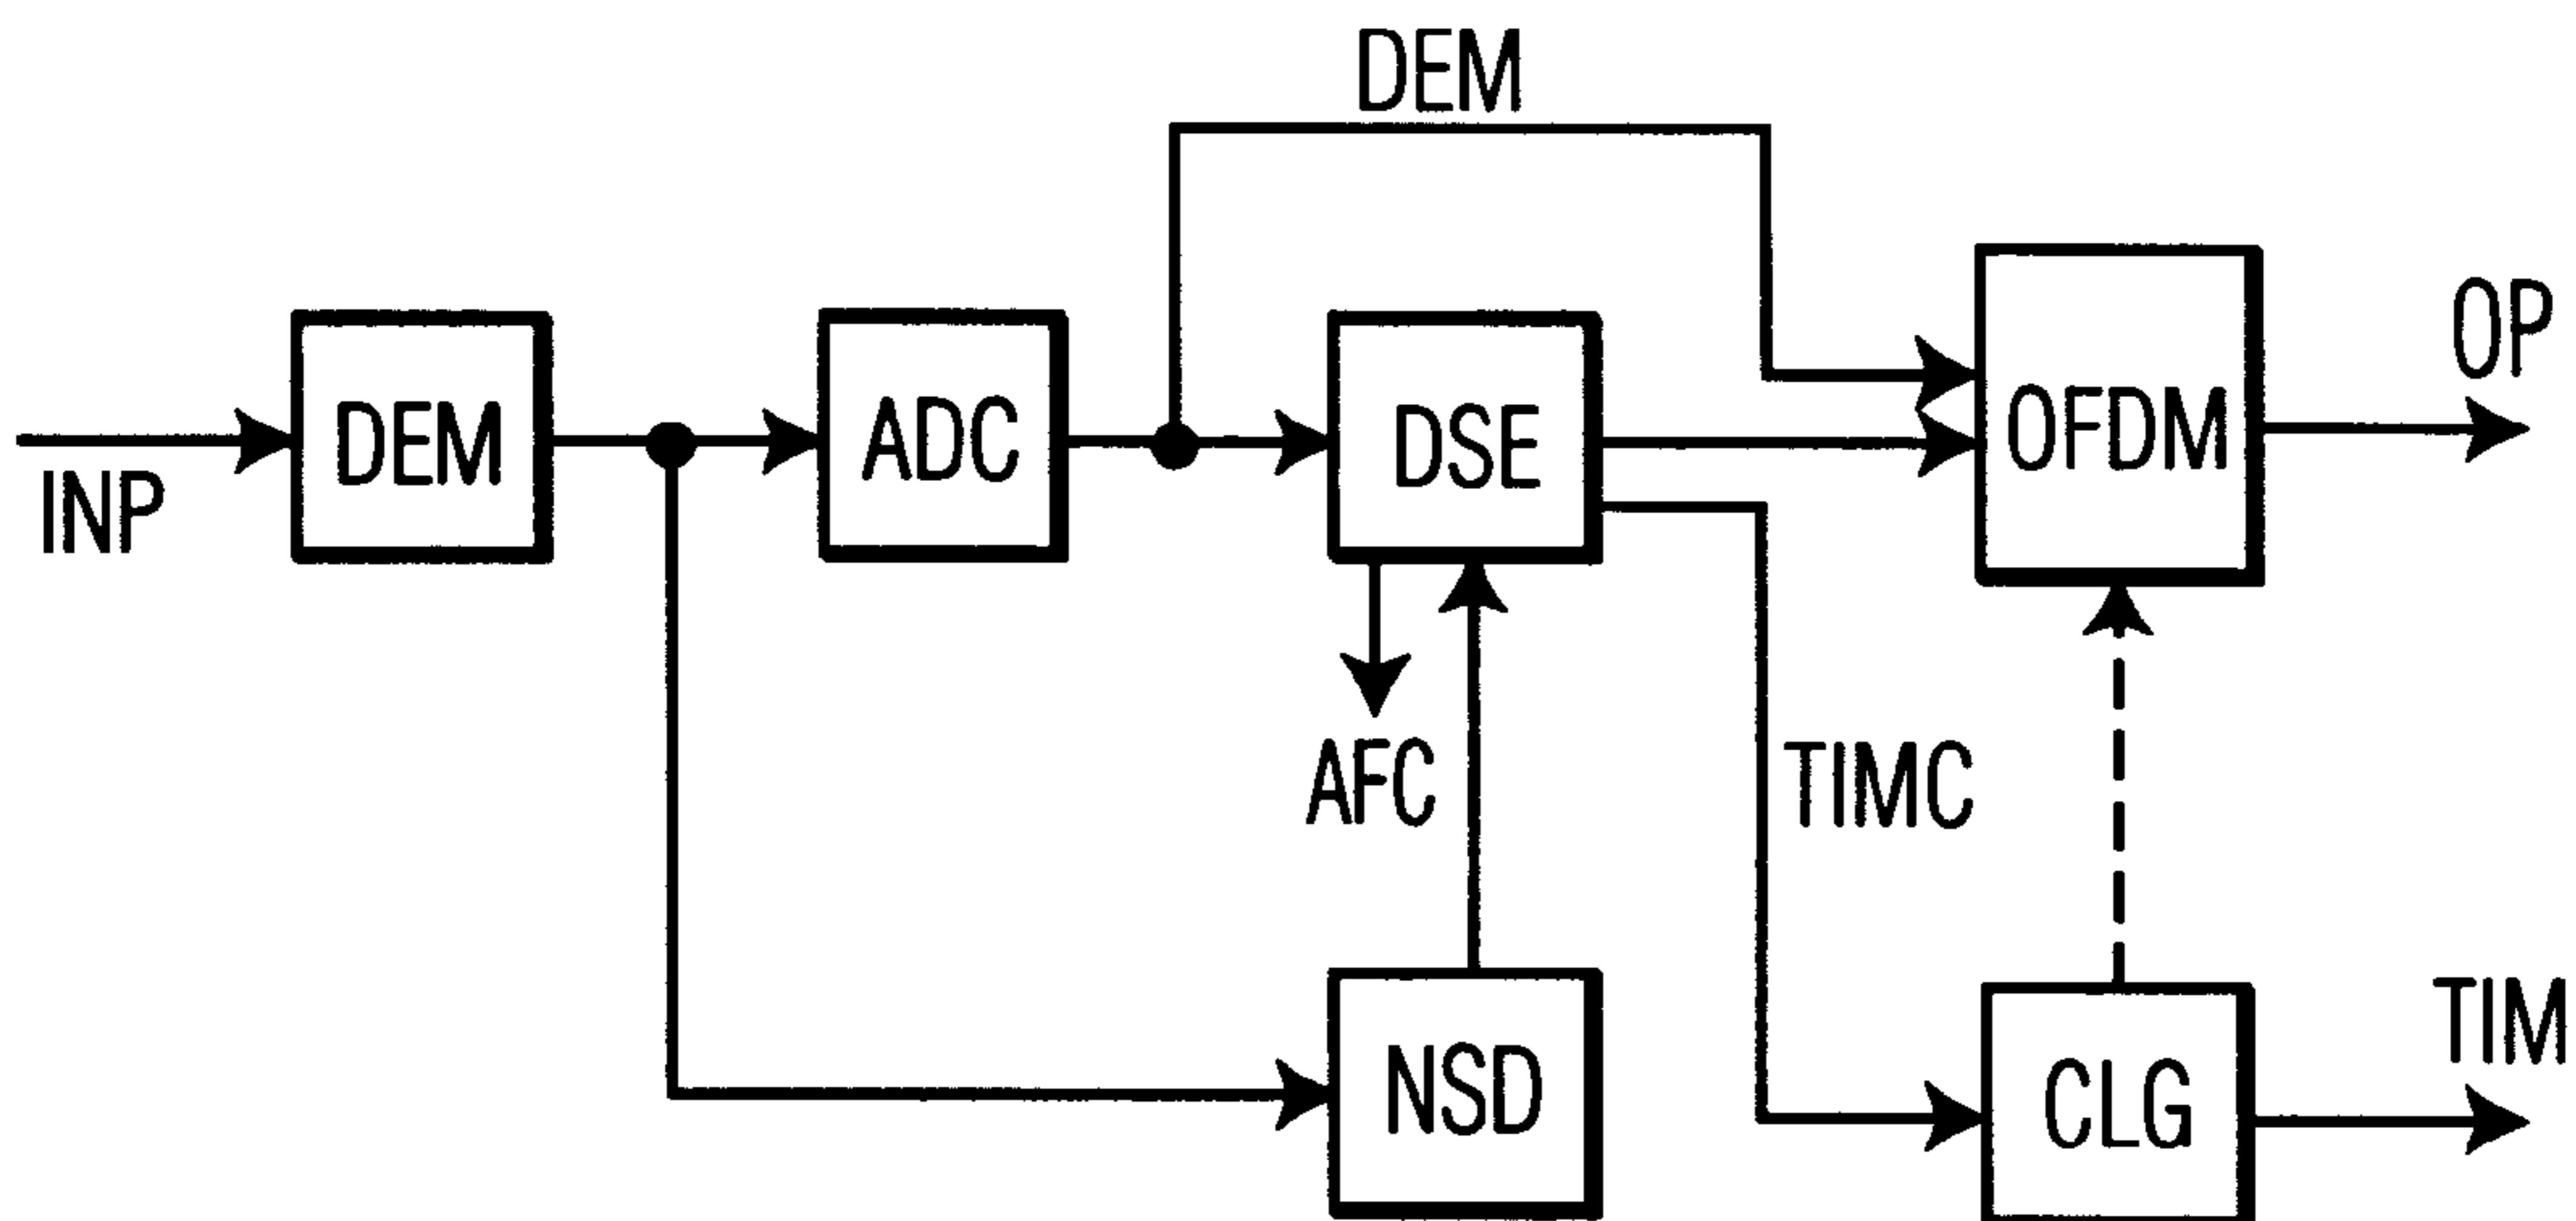 DEM
INP
DEM
ADC
DSE
OFDM
OP
AFC
TIMC
NSD
CLG
TIM